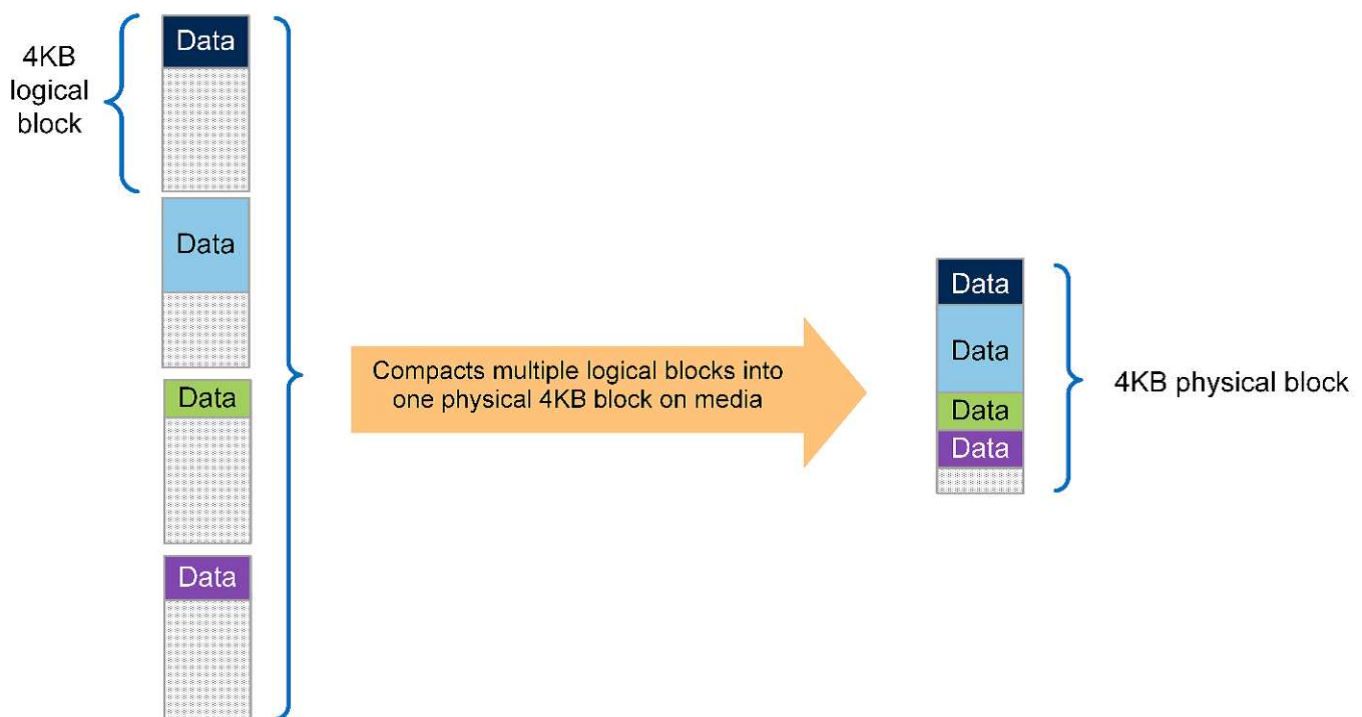 4KB
logical
block
Data
Data
Data
Data
Compacts multiple logical blocks into
one physical 4KB block on media
Data
Data
Data
Data
4KB physical block